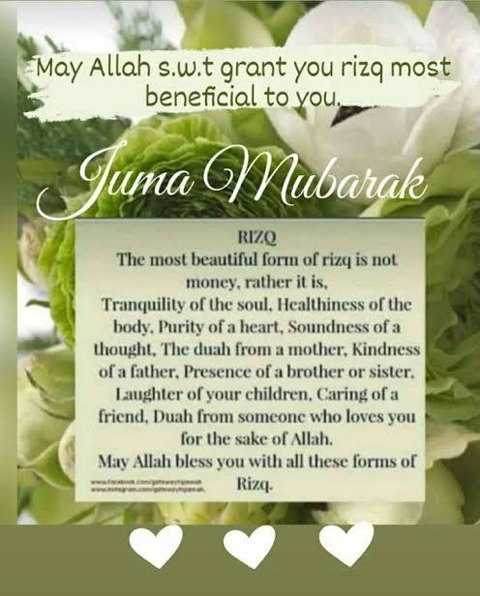 May Allah s.w.t grant you rizq most
beneficial to you.
Juma Mubarak
RIZQ
The most beautiful form of rizq is not
money, rather it is,
Tranquility of the soul, Healthiness of the
body, Purity of a heart, Soundness of a
thought, The duah from a mother, Kindness
of a father, Presence of a brother or sister,
Laughter of your children, Caring of a
friend, Duah from someone who loves you
for the sake of Allah.
May Allah bless you with all these forms of
Rizq.